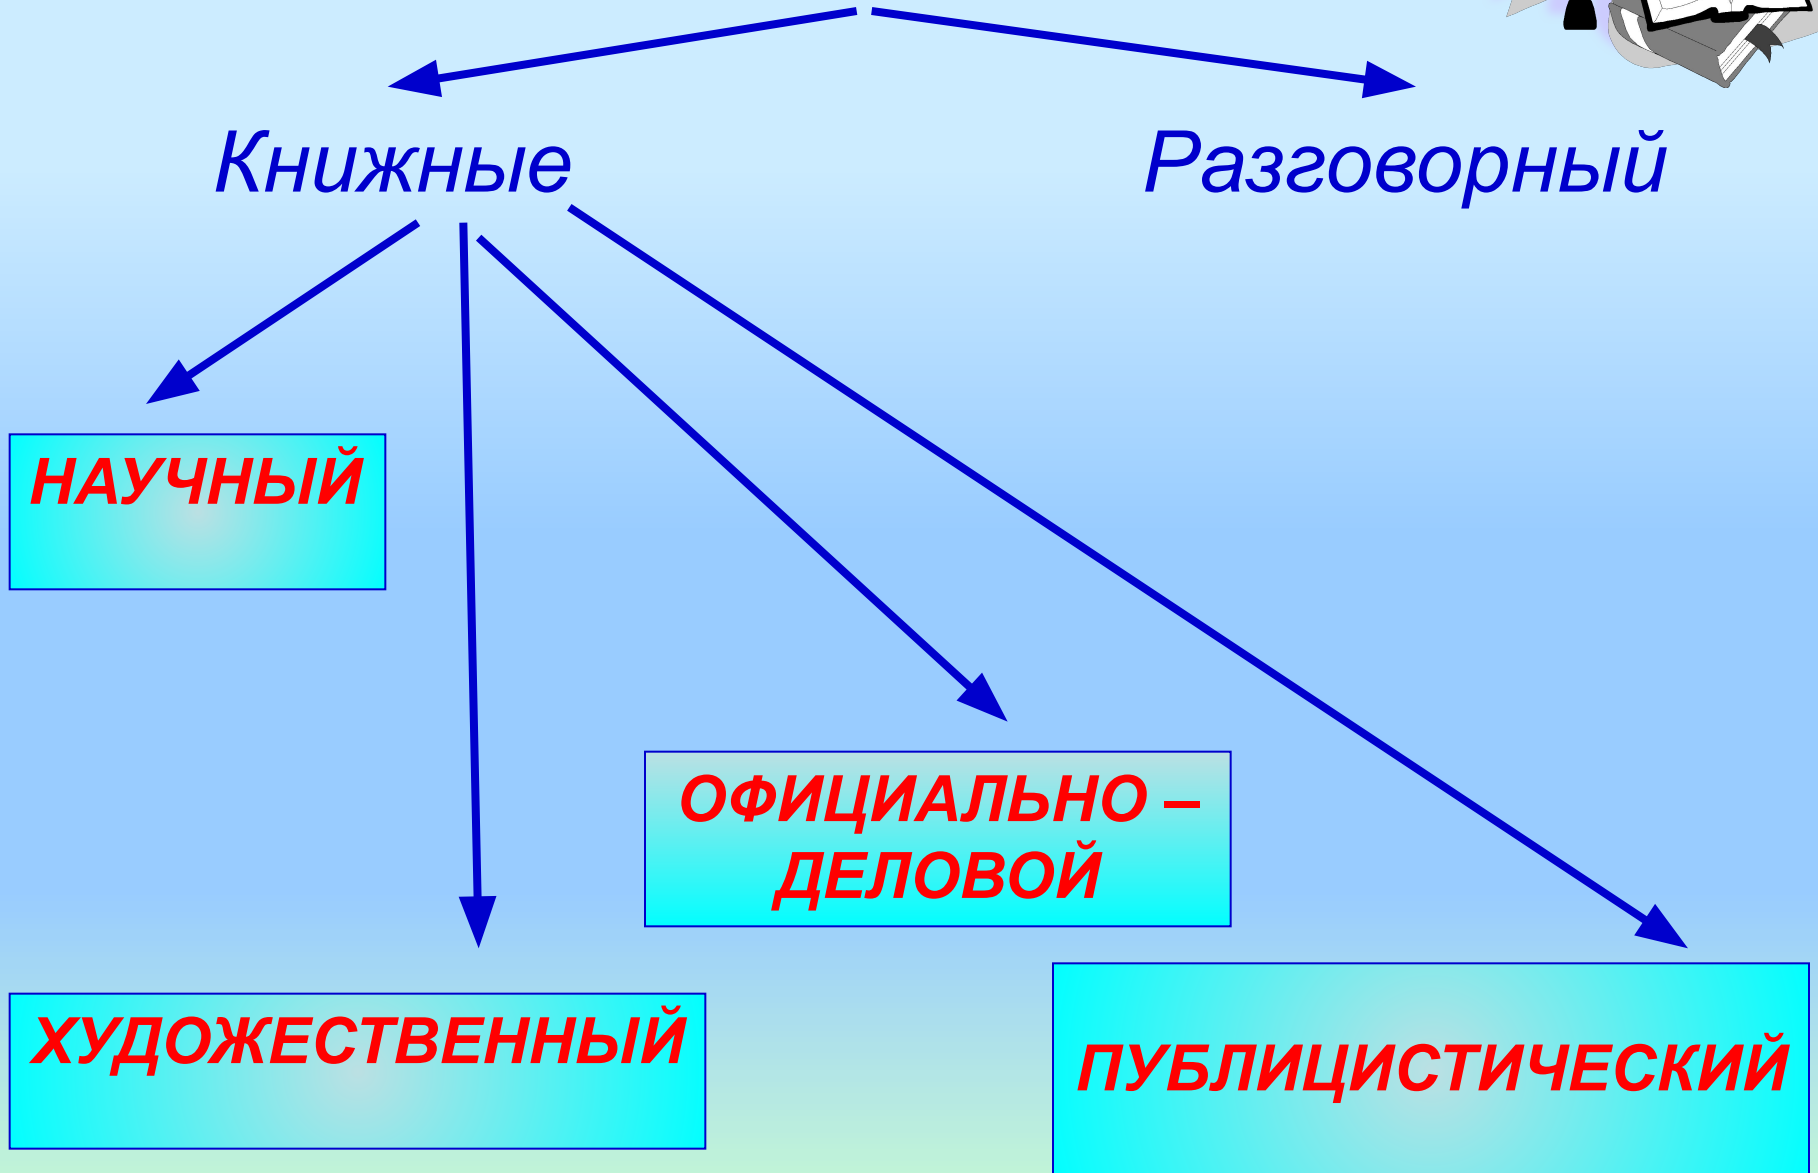 Книжные
Разговорный
НАУЧНЫЙ
ОФИЦИАЛЬНО –
ДЕЛОВОЙ
ХУДОЖЕСТВЕННЫЙ
ПУБЛИЦИСТИЧЕСКИЙ